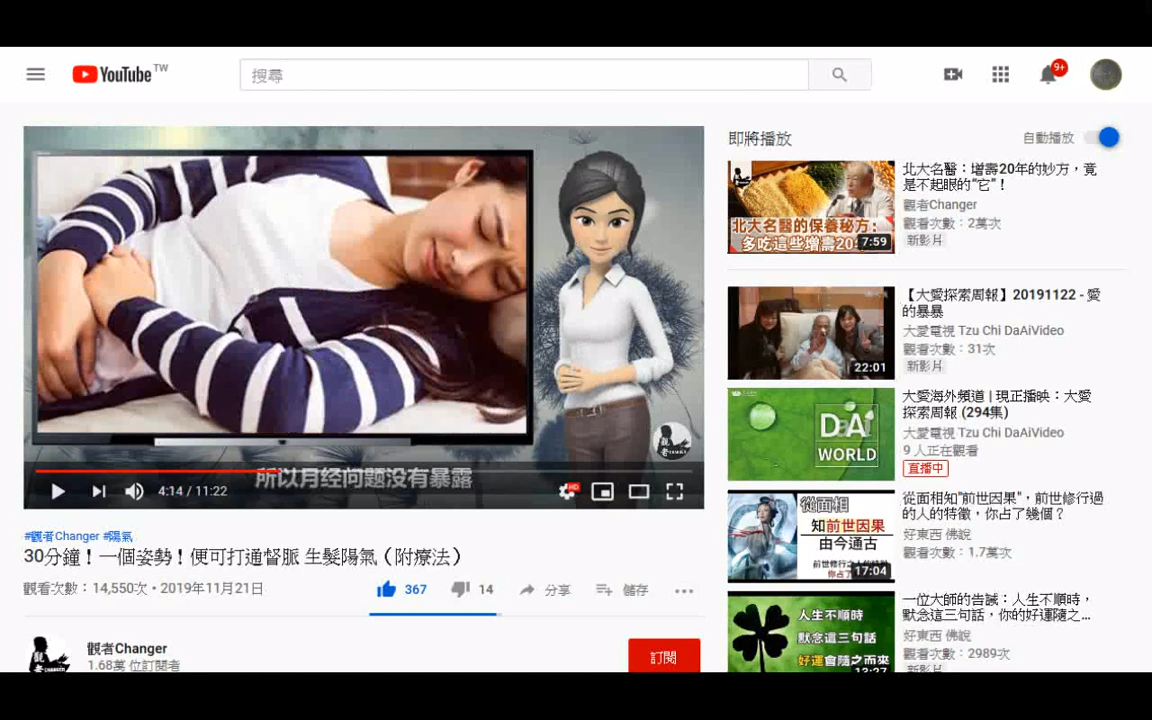 YouTube TW
搜尋
9+
所以月经问题没有暴露
4:14 / 11:22
HD
#觀者Changer #陽氣
30分鐘！一個姿勢！便可打通督脈 生髮陽氣（附療法）
觀看次數：14,550次 • 2019年11月21日
367
14
分享
儲存
觀者Changer
1.68萬 位訂閱者
訂閱
即將播放
自動播放
北大名醫的保養秘方：
多吃這些增壽20
7:59
北大名醫：增壽20年的妙方，竟
是不起眼的"它"！
觀者Changer
觀看次數：2萬次
新影片
22:01
【大愛探索周報】20191122 - 愛
的暴暴
大愛電視 Tzu Chi DaAiVideo
觀看次數：31次
新影片
DaAi
WORLD
大愛海外頻道 | 現正播映：大愛
探索周報 (294集)
大愛電視 Tzu Chi DaAiVideo
9 人正在觀看
直播中
從面相
知前世因果
由今通古
17:04
從面相知"前世因果"，前世修行過
的人的特徵，你占了幾個？
好東西 佛說
觀看次數：1.7萬次
人生不順時
默念這三句話
好運會隨之而來
13:27
一位大師的告誡：人生不順時，
默念這三句話，你的好運隨之...
好東西 佛說
觀看次數：2989次
新影片